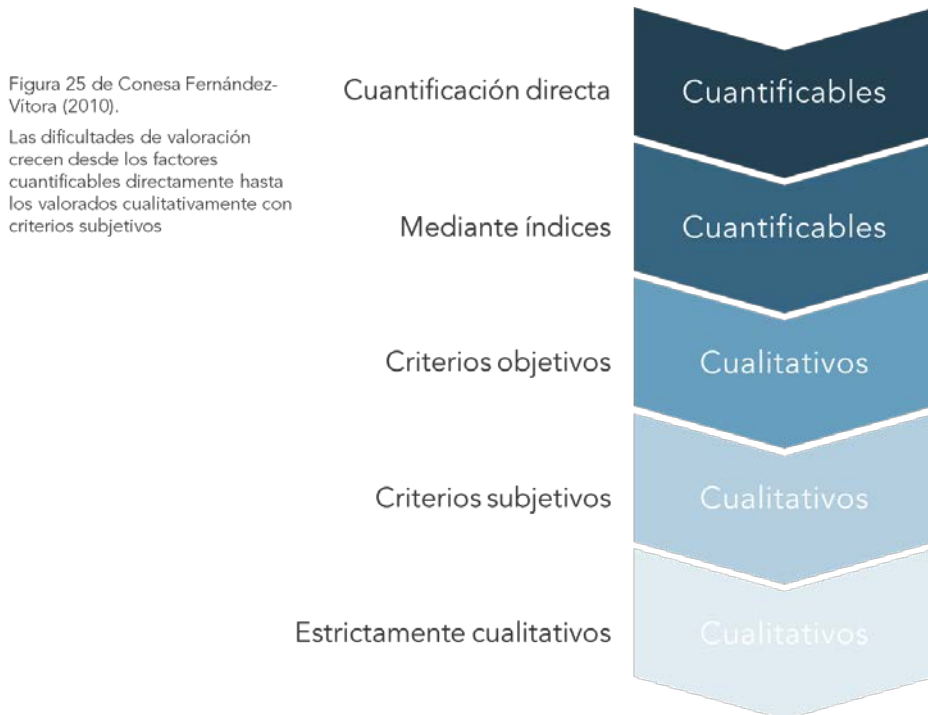 Figura 25 de Conesa Fernández-
Vítora (2010).
Las dificultades de valoración
crecen desde los factores
cuantificables directamente hasta
los valorados cualitativamente con
criterios subjetivos
Cuantificación directa
Cuantificables
Mediante índices
Cuantificables
Criterios objetivos
Cualitativos
Criterios subjetivos
Cualitativos
Estrictamente cualitativos
Cualitativos